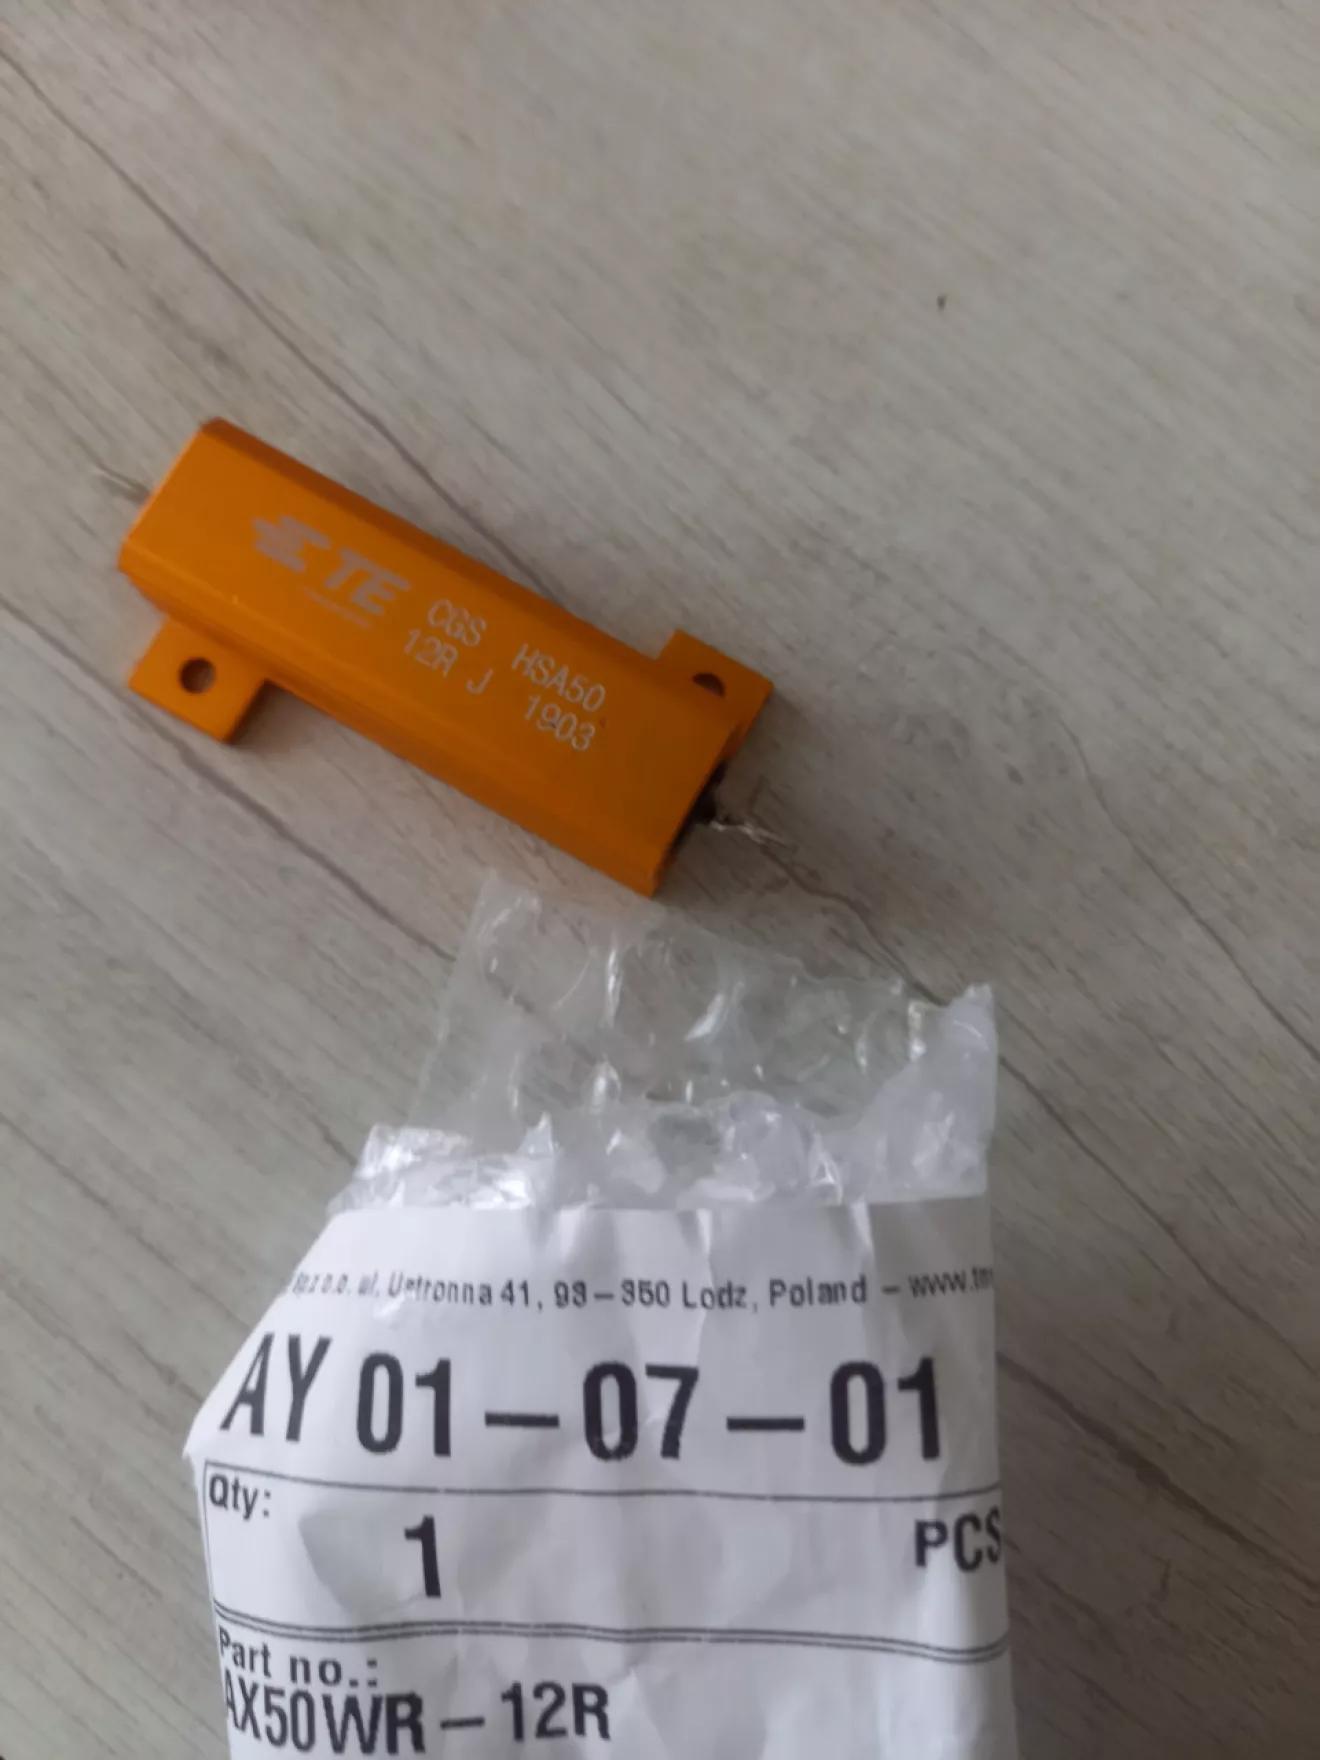 TE
CGS HSA50
12R J 1903
Sp z o.o. ul. Ustronna 41, 93-350 Lodz, Poland - www.tm
AY 01-07-01
Qty:
1 PCS
Part no.:
AX50WR-12R